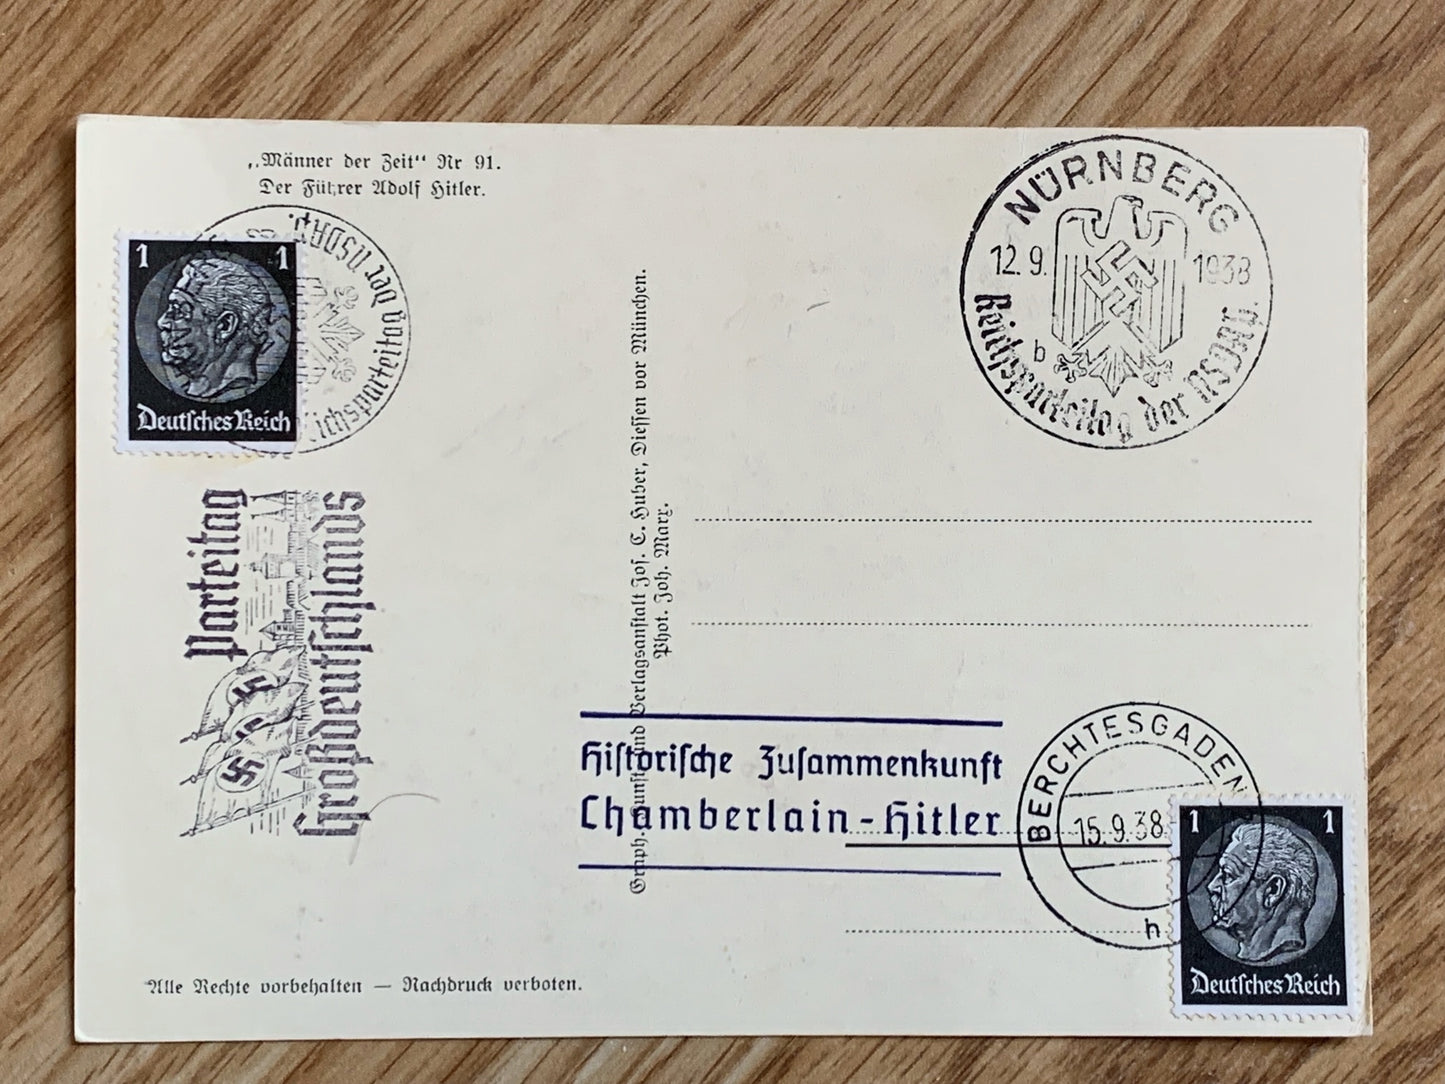 „Männer der Zeit“ Nr 91.
Der Führer Adolf Hitler.
1 1
Deutsches Reich
Reichsparteitag der NSDAP.
Parteitag
Großdeutschlands
Graph. Kunst- und Verlagsanstalt Jos. C. Huber, Diessen vor München.
Phot. Joh. Marx.
NÜRNBERG
12.9. 1938
b
Reichsparteitag der NSDAP.
Historische Zusammenkunft
Chamberlain-Hitler
BERCHTESGADEN
15.9.38
h
1 1
Deutsches Reich
Alle Rechte vorbehalten — Nachdruck verboten.